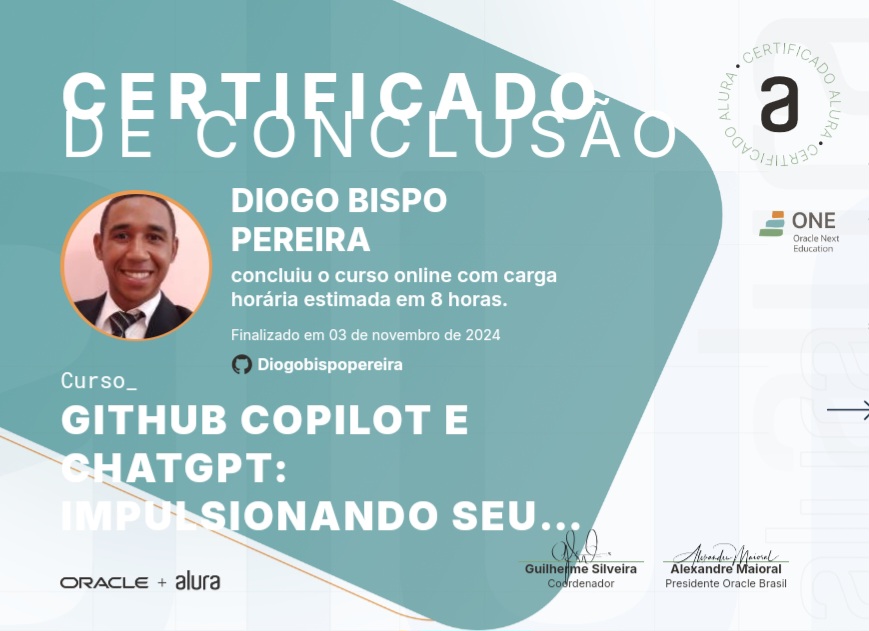 CERTIFICADO
DE CONCLUSÃO
CERTIFICADO ALURA • CERTIFICADO ALURA •
a
DIOGO BISPO
PEREIRA
concluiu o curso online com carga
horária estimada em 8 horas.
Finalizado em 03 de novembro de 2024
Diogobispopereira
ONE
Oracle Next
Education
Curso_
GITHUB COPILOT E
CHATGPT:
IMPULSIONANDO SEU...
ORACLE + alura
Guilherme Silveira
Coordenador
Alexandre Maioral
Presidente Oracle Brasil